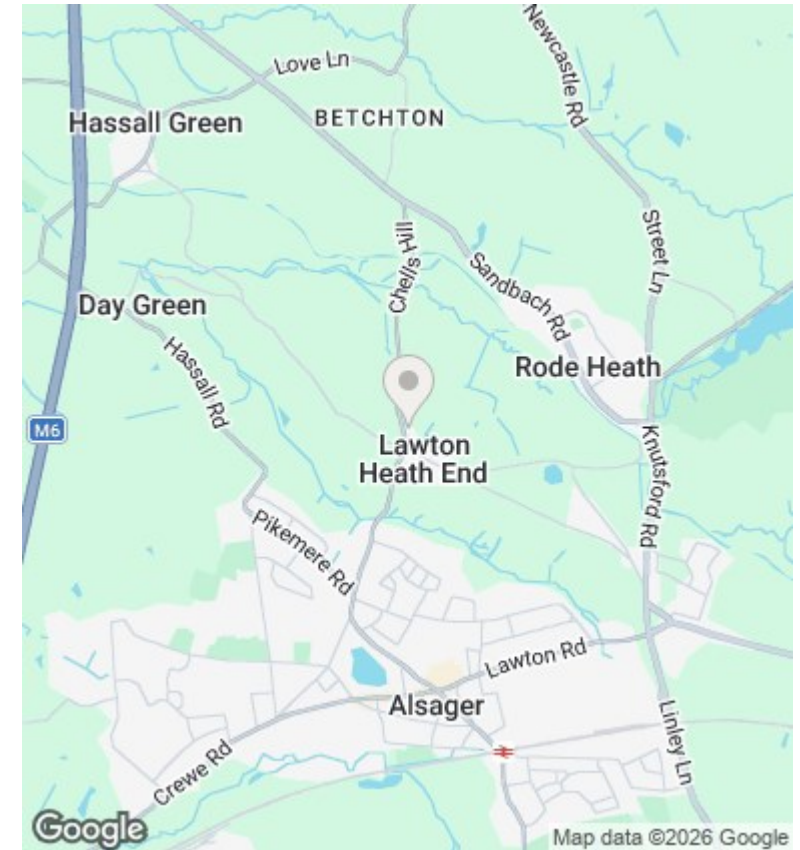 Newcastle Rd
Love Ln
BETCHTON
Hassall Green
Street Ln
Chells Hill
Sandbach Rd
Day Green
Hassall Rd
Rode Heath
M6
Lawton
Heath End
Knutsford Rd
Pikemere Rd
Lawton Rd
Alsager
Linley Ln
Crewe Rd
Google
Map data ©2026 Google